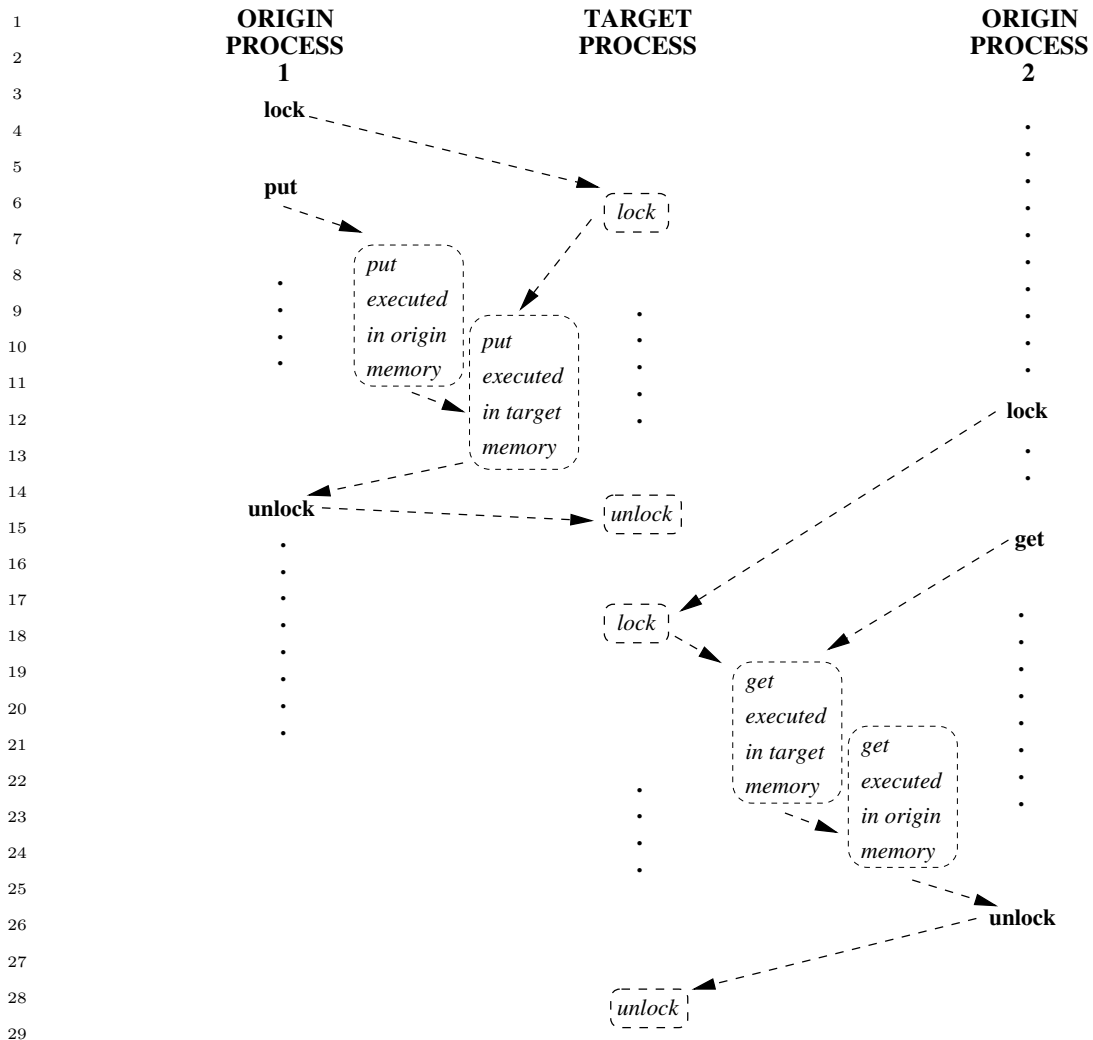 1
ORIGIN
PROCESS
1
TARGET
PROCESS
ORIGIN
PROCESS
2
2
3
lock
4
5
put
6
lock
7
8
put
executed
in origin
memory
9
10
put
executed
in target
memory
11
12
lock
13
14
unlock
unlock
15
get
16
17
lock
18
19
get
executed
in target
memory
20
21
get
executed
in origin
memory
22
23
24
25
26
unlock
27
28
unlock
29